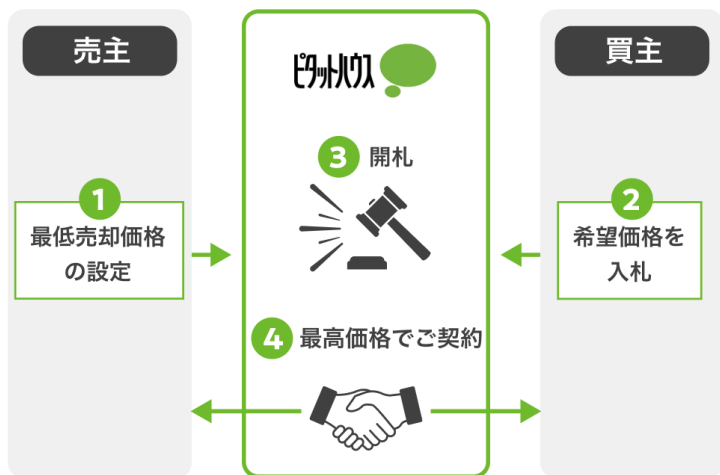 売主
ピタットハウス
買主
3 開札
1
最低売却価格
の設定
2
希望価格を
入札
4 最高価格でご契約